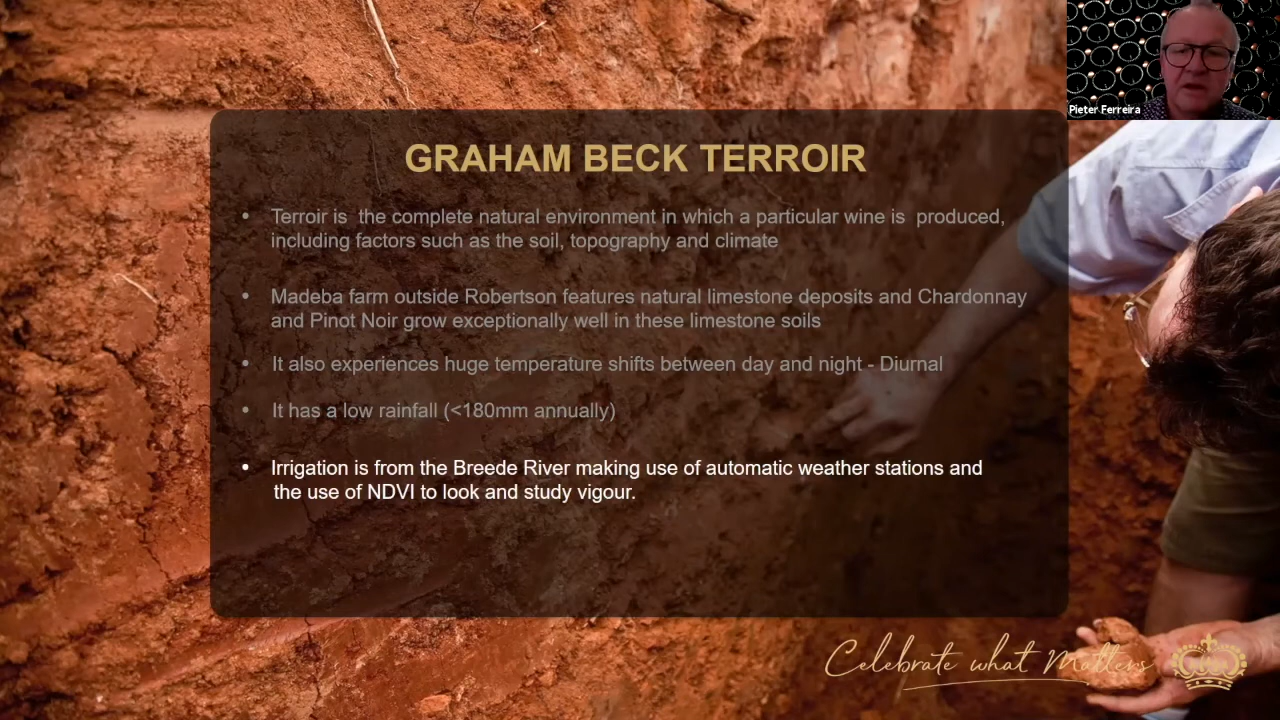 Pieter Ferreira
GRAHAM BECK TERROIR
• Terroir is the complete natural environment in which a particular wine is produced,
including factors such as the soil, topography and climate
• Madeba farm outside Robertson features natural limestone deposits and Chardonnay
and Pinot Noir grow exceptionally well in these limestone soils
• It also experiences huge temperature shifts between day and night - Diurnal
• It has a low rainfall (<180mm annually)
• Irrigation is from the Breede River making use of automatic weather stations and
the use of NDVI to look and study vigour.
Celebrate what Matters